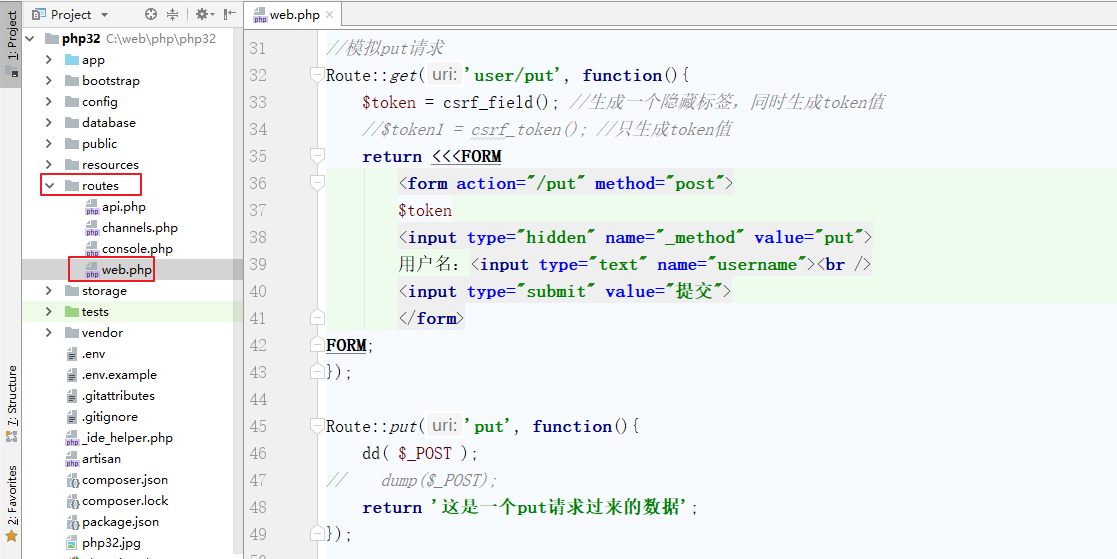 Project
web.php
1: Project
7: Structure
2: Favorites
php32 C:\web\php\php32
app
bootstrap
config
database
public
resources
routes
api.php
channels.php
console.php
web.php
storage
tests
vendor
.env
.env.example
.gitattributes
.gitignore
_ide_helper.php
artisan
composer.json
composer.lock
package.json
php32.jpg
31 //模拟put请求
32 Route::get( uri: 'user/put', function(){
33 $token = csrf_field(); //生成一个隐藏标签，同时生成token值
34 //$token1 = csrf_token(); //只生成token值
35 return <<<FORM
36 <form action="/put" method="post">
37 $token
38 <input type="hidden" name="_method" value="put">
39 用户名：<input type="text" name="username"><br />
40 <input type="submit" value="提交">
41 </form>
42 FORM;
43 });
44
45 Route::put( uri: 'put', function(){
46 dd( $_POST );
47 // dump($_POST);
48 return '这是一个put请求过来的数据';
49 });